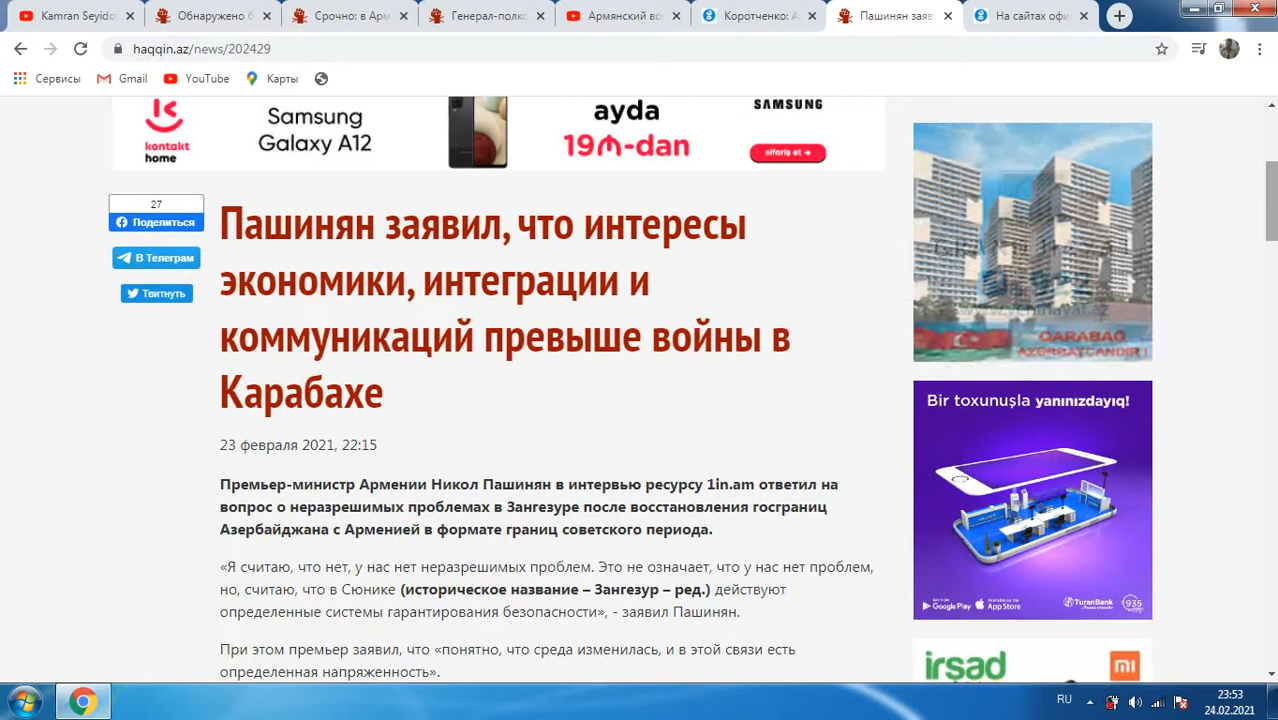 Kamran Seyido
Обнаружено б
Срочно: в Арм
Генерал-полк
Армянский во
Коротченко: А
Пашинян заяв
На сайтах офи
haqqin.az/news/202429
Сервисы
Gmail
YouTube
Карты
kontakt
home
Samsung
Galaxy A12
ayda
19₼-dan
SAMSUNG
sifariş et →
27
Поделиться
В Телеграм
Твитнуть
Пашинян заявил, что интересы
экономики, интеграции и
коммуникаций превыше войны в
Карабахе
23 февраля 2021, 22:15
Премьер-министр Армении Никол Пашинян в интервью ресурсу 1in.am ответил на
вопрос о неразрешимых проблемах в Зангезуре после восстановления госграниц
Азербайджана с Арменией в формате границ советского периода.
«Я считаю, что нет, у нас нет неразрешимых проблем. Это не означает, что у нас нет проблем,
но, считаю, что в Сюнике (историческое название – Зангезур – ред.) действуют
определенные системы гарантирования безопасности», - заявил Пашинян.
При этом премьер заявил, что «понятно, что среда изменилась, и в этой связи есть
определенная напряженность».
QARABAĞ
AZƏRBAYCANDIR !
Bir toxunuşla yanınızdayıq!
Google Play
App Store
TuranBank
1935
irşad
mi
RU
23:53
24.02.2021